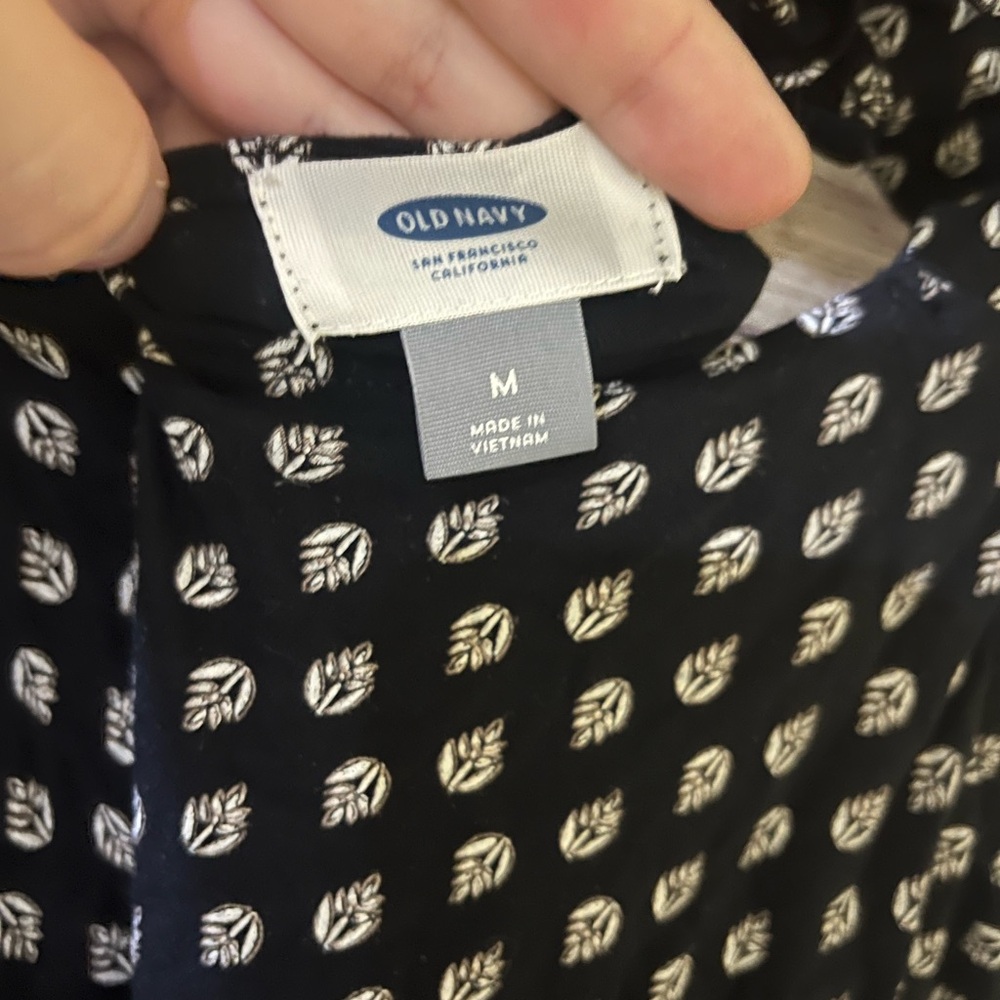 OLD NAVY
SAN FRANCISCO
CALIFORNIA
M
MADE IN
VIETNAM